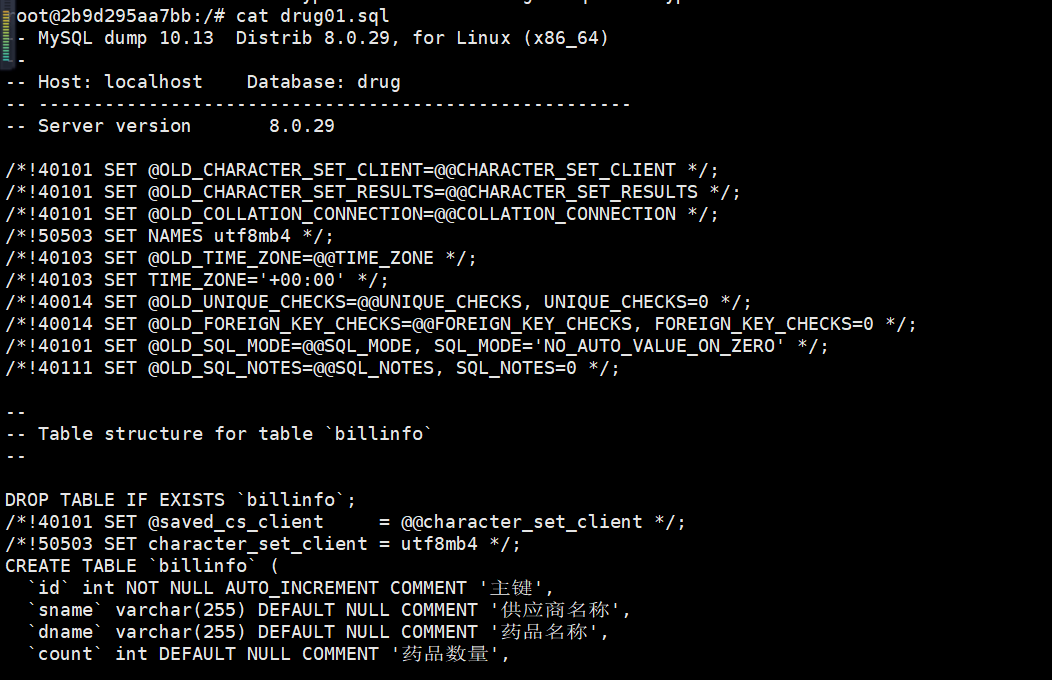 root@2b9d295aa7bb:/# cat drug01.sql
-- MySQL dump 10.13  Distrib 8.0.29, for Linux (x86_64)
--
-- Host: localhost    Database: drug
-- ------------------------------------------------------
-- Server version       8.0.29
/*!40101 SET @OLD_CHARACTER_SET_CLIENT=@@CHARACTER_SET_CLIENT */;
/*!40101 SET @OLD_CHARACTER_SET_RESULTS=@@CHARACTER_SET_RESULTS */;
/*!40101 SET @OLD_COLLATION_CONNECTION=@@COLLATION_CONNECTION */;
/*!50503 SET NAMES utf8mb4 */;
/*!40103 SET @OLD_TIME_ZONE=@@TIME_ZONE */;
/*!40103 SET TIME_ZONE='+00:00' */;
/*!40014 SET @OLD_UNIQUE_CHECKS=@@UNIQUE_CHECKS, UNIQUE_CHECKS=0 */;
/*!40014 SET @OLD_FOREIGN_KEY_CHECKS=@@FOREIGN_KEY_CHECKS, FOREIGN_KEY_CHECKS=0 */;
/*!40101 SET @OLD_SQL_MODE=@@SQL_MODE, SQL_MODE='NO_AUTO_VALUE_ON_ZERO' */;
/*!40111 SET @OLD_SQL_NOTES=@@SQL_NOTES, SQL_NOTES=0 */;
--
-- Table structure for table `billinfo`
--
DROP TABLE IF EXISTS `billinfo`;
/*!40101 SET @saved_cs_client     = @@character_set_client */;
/*!50503 SET character_set_client = utf8mb4 */;
CREATE TABLE `billinfo` (
  `id` int NOT NULL AUTO_INCREMENT COMMENT '主键',
  `sname` varchar(255) DEFAULT NULL COMMENT '供应商名称',
  `dname` varchar(255) DEFAULT NULL COMMENT '药品名称',
  `count` int DEFAULT NULL COMMENT '药品数量',